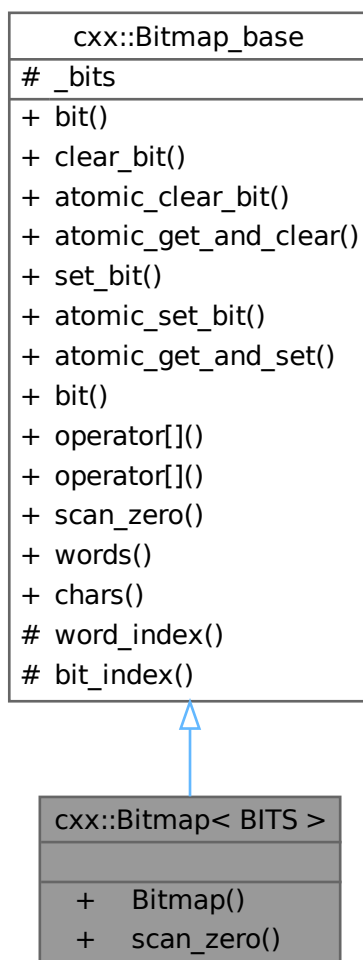 cxx::Bitmap_base
# _bits
+ bit()
+ clear_bit()
+ atomic_clear_bit()
+ atomic_get_and_clear()
+ set_bit()
+ atomic_set_bit()
+ atomic_get_and_set()
+ bit()
+ operator[]()
+ operator[]()
+ scan_zero()
+ words()
+ chars()
# word_index()
# bit_index()
cxx::Bitmap< BITS >
+ Bitmap()
+ scan_zero()